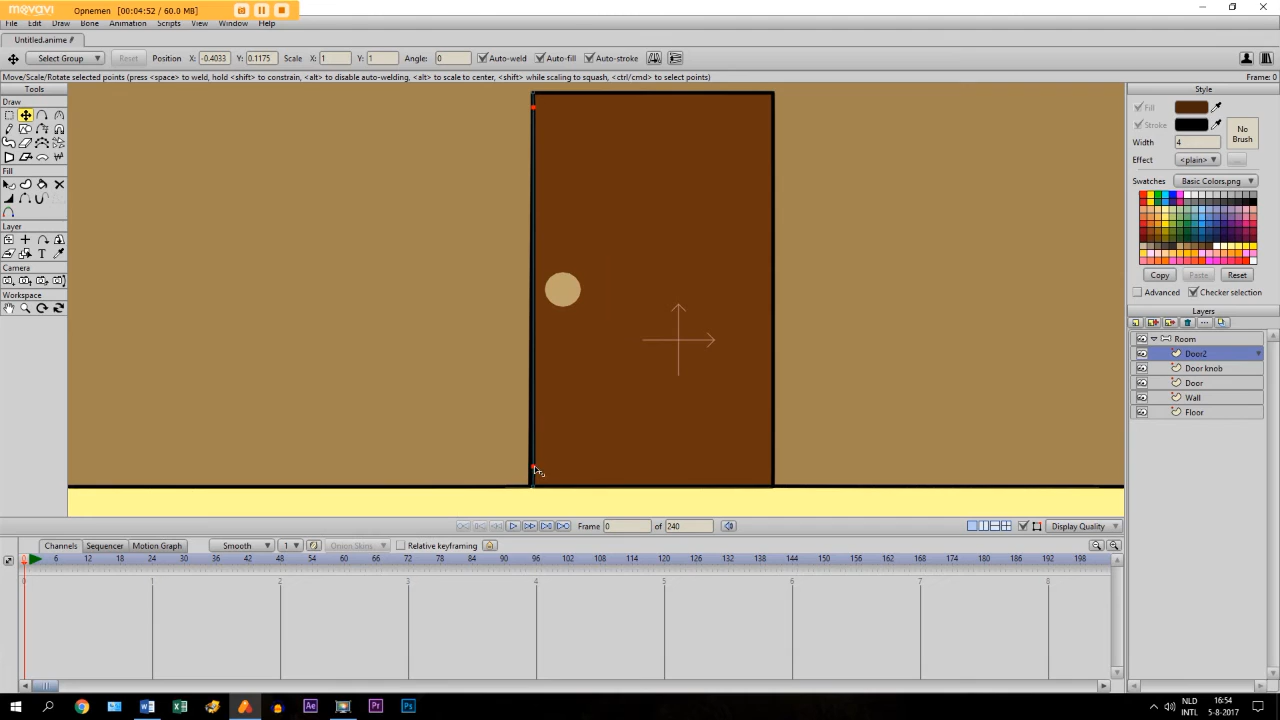 movavi Opnemen [00:04:52 / 60.0 MB]
File Edit Draw Bone Animation Scripts View Window Help
Untitled.anime *
Select Group Reset Position X: -0.4033 Y: 0.1175 Scale X: 1 Y: 1 Angle: 0 Auto-weld Auto-fill Auto-stroke
Move/Scale/Rotate selected points (press <space> to weld, hold <shift> to constrain, <alt> to disable auto-welding, <alt> to scale to center, <shift> while scaling to squash, <ctrl/cmd> to select points)
Frame: 0
Tools
Draw
Fill
Layer
Camera
Workspace
Style
Fill
Stroke
No
Brush
Width 4
Effect <plain> ...
Swatches Basic Colors.png
Copy Paste Reset
Advanced Checker selection
Layers
Room
Door2
Door knob
Door
Wall
Floor
Frame 0 of 240 Display Quality
Channels Sequencer Motion Graph Smooth 1 Onion Skins Relative keyframing
0 6 12 18 24 30 36 42 48 54 60 66 72 78 84 90 96 102 108 114 120 126 132 138 144 150 156 162 168 174 180 186 192 198
0 1 2 3 4 5 6 7 8
Ae Pr Ps
NLD 16:54
INTL 5-8-2017